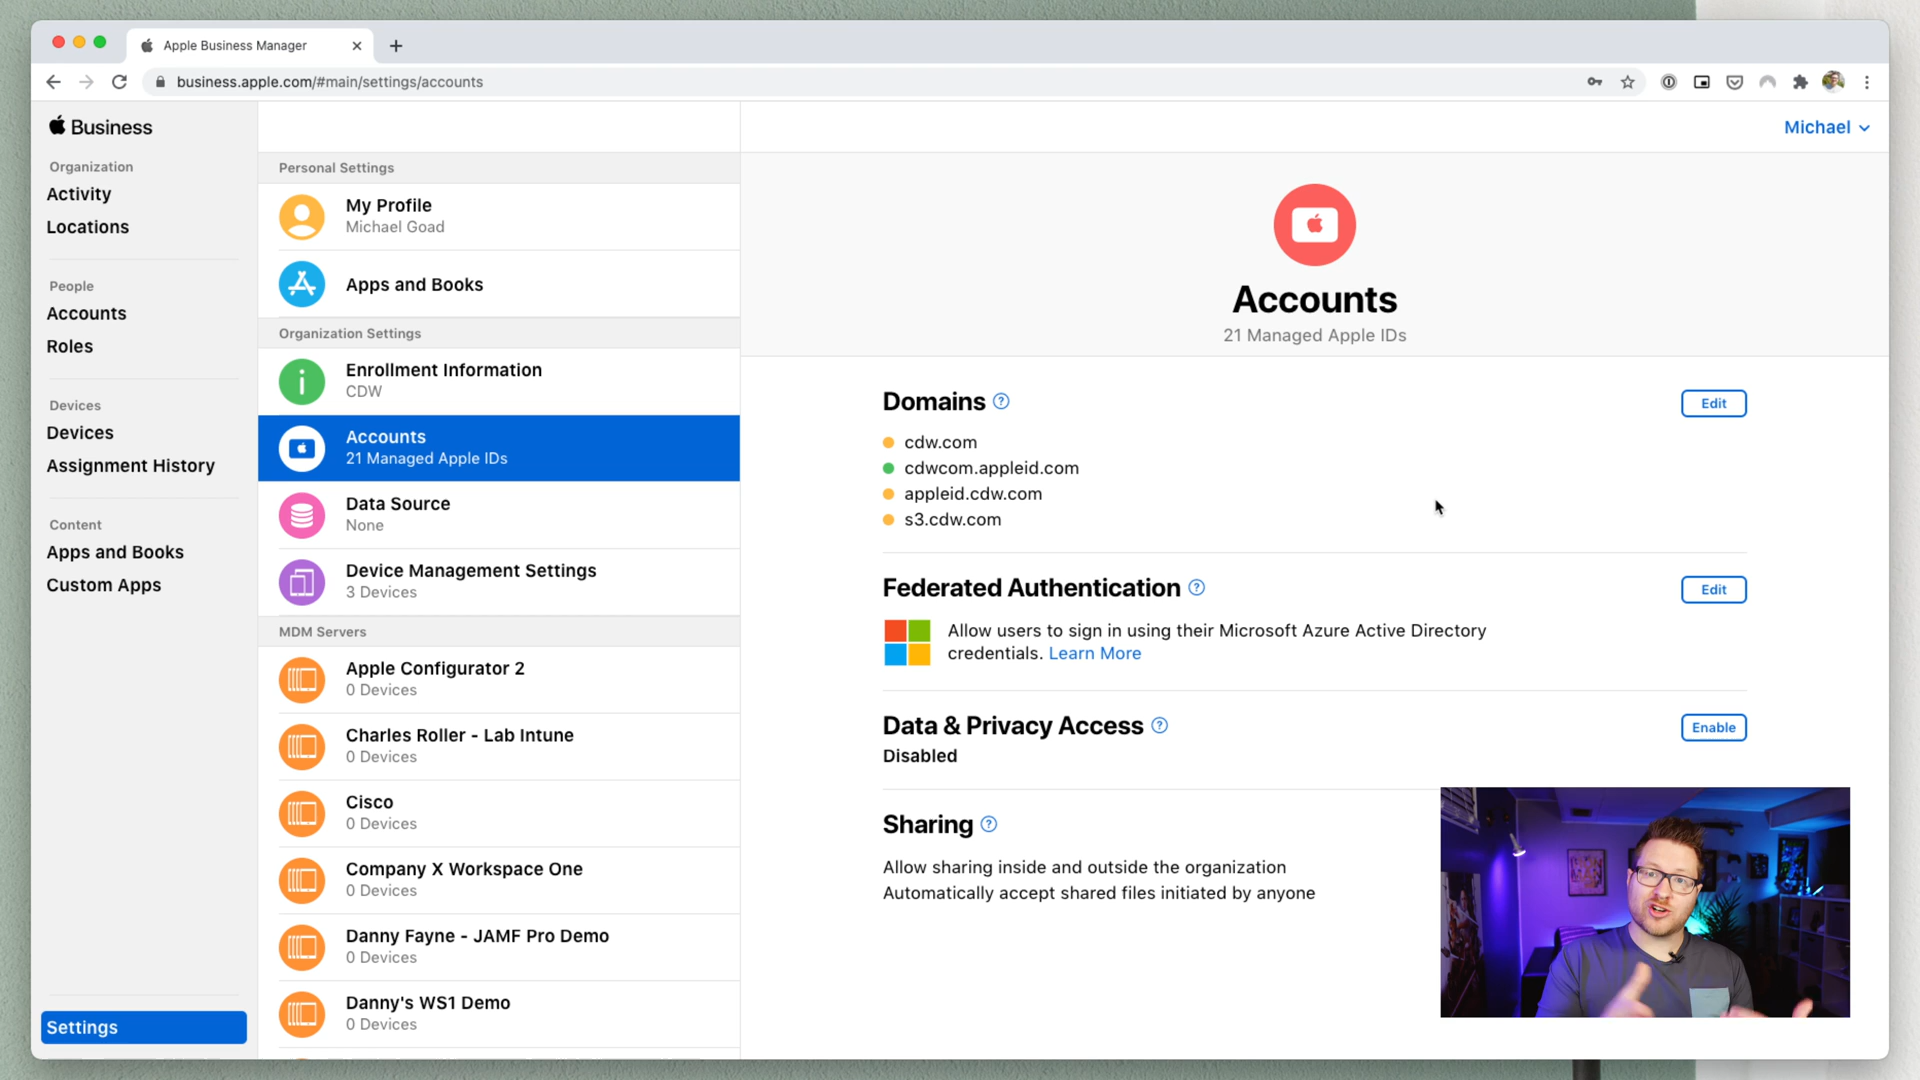 Apple Business Manager
business.apple.com/#main/settings/accounts
Business
Michael
Organization
Activity
Locations
People
Accounts
Roles
Devices
Devices
Assignment History
Content
Apps and Books
Custom Apps
Settings
Personal Settings
My Profile
Michael Goad
Apps and Books
Organization Settings
Enrollment Information
CDW
Accounts
21 Managed Apple IDs
Data Source
None
Device Management Settings
3 Devices
MDM Servers
Apple Configurator 2
0 Devices
Charles Roller - Lab Intune
0 Devices
Cisco
0 Devices
Company X Workspace One
0 Devices
Danny Fayne - JAMF Pro Demo
0 Devices
Danny's WS1 Demo
0 Devices
Accounts
21 Managed Apple IDs
Domains
Edit
cdw.com
cdwcom.appleid.com
appleid.cdw.com
s3.cdw.com
Federated Authentication
Edit
Allow users to sign in using their Microsoft Azure Active Directory
credentials. Learn More
Data & Privacy Access
Enable
Disabled
Sharing
Allow sharing inside and outside the organization
Automatically accept shared files initiated by anyone